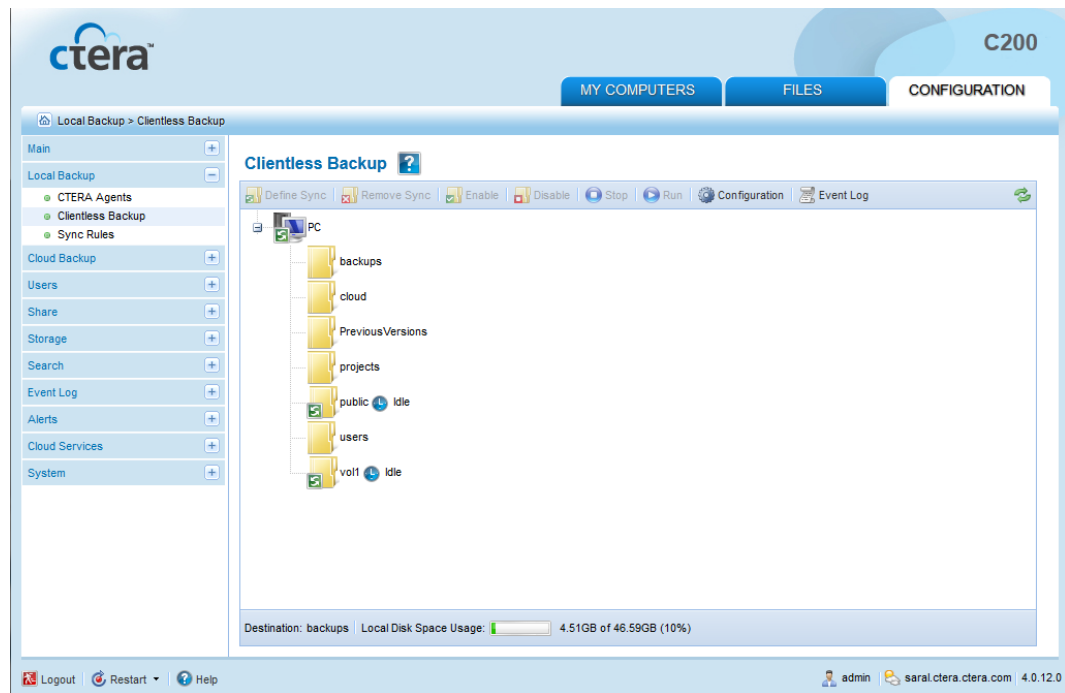 ctera™
C200
MY COMPUTERS
FILES
CONFIGURATION
Local Backup > Clientless Backup
Main
Local Backup
CTERA Agents
Clientless Backup
Sync Rules
Cloud Backup
Users
Share
Storage
Search
Event Log
Alerts
Cloud Services
System
Clientless Backup ?
Define Sync Remove Sync Enable Disable Stop Run Configuration Event Log
PC
backups
cloud
PreviousVersions
projects
public Idle
users
vol1 Idle
Destination: backups Local Disk Space Usage: 4.51GB of 46.59GB (10%)
Logout Restart ? Help admin saral.ctera.ctera.com 4.0.12.0